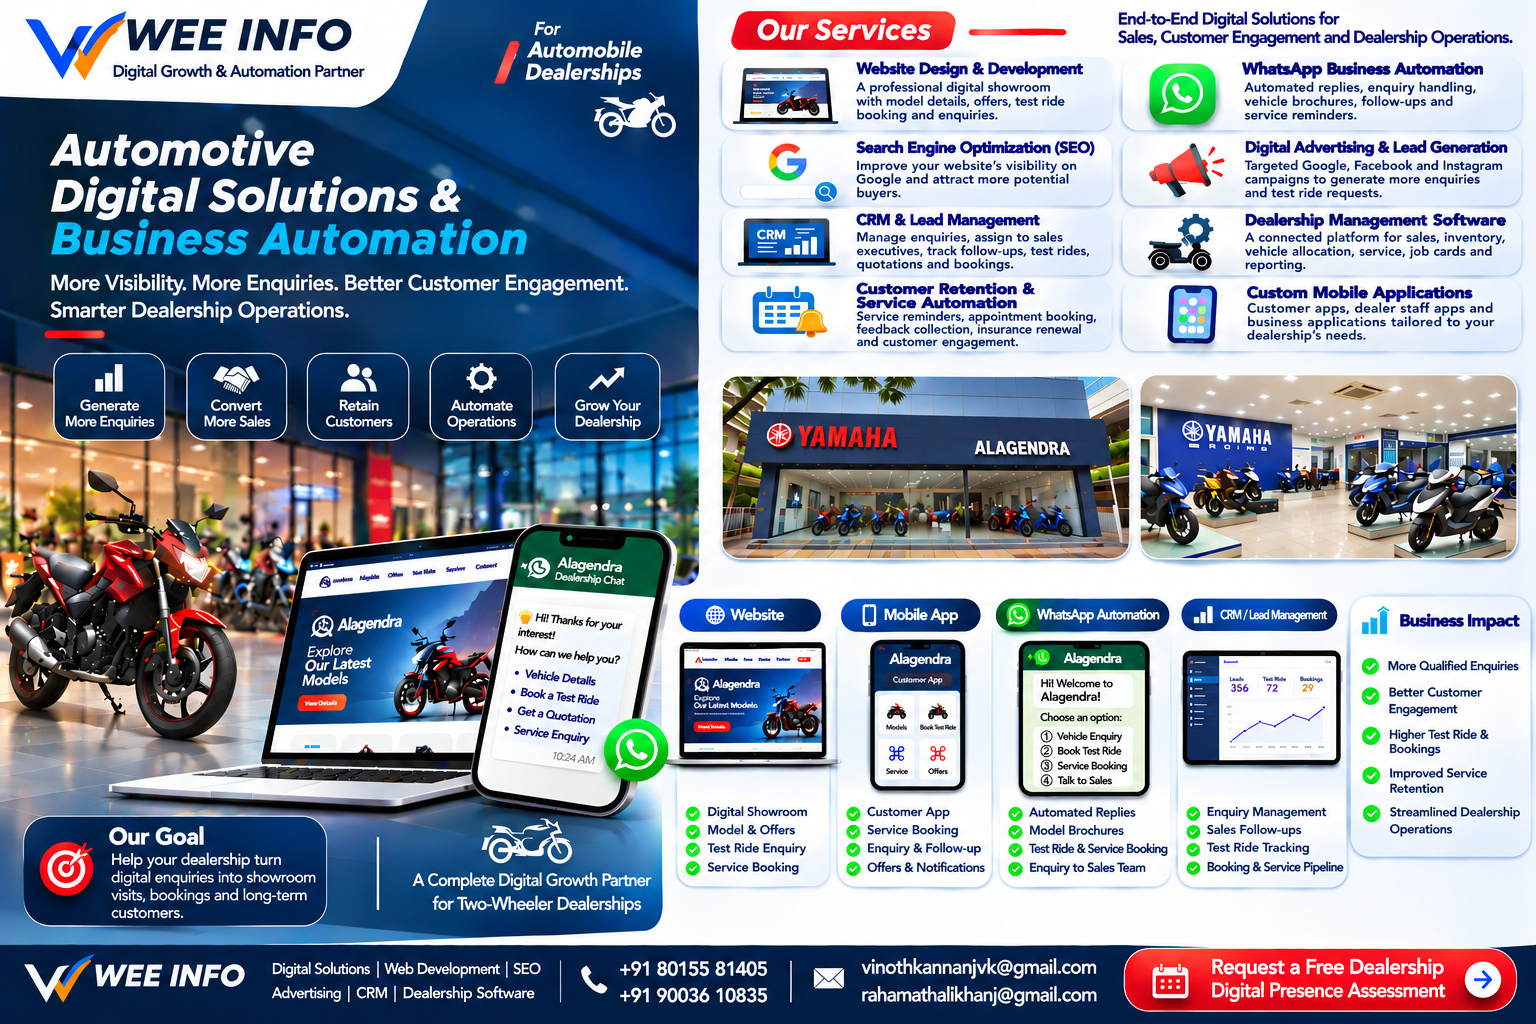 WEE INFO
Digital Growth & Automation Partner
For
Automobile
Dealerships
Automotive
Digital Solutions &
Business Automation
More Visibility. More Enquiries. Better Customer Engagement.
Smarter Dealership Operations.
Generate
More Enquiries
Convert
More Sales
Retain
Customers
Automate
Operations
Grow Your
Dealership
Alagendra
Explore
Our Latest
Models
View Details
Alagendra
Dealership Chat
Hi! Thanks for your
interest!
How can we help you?
• Vehicle Details
• Book a Test Ride
• Get a Quotation
• Service Enquiry
10:24 AM
Our Goal
Help your dealership turn
digital enquiries into showroom
visits, bookings and long-term
customers.
A Complete Digital Growth Partner
for Two-Wheeler Dealerships
Our Services
End-to-End Digital Solutions for
Sales, Customer Engagement and Dealership Operations.
Website Design & Development
A professional digital showroom
with model details, offers, test ride
booking and enquiries.
WhatsApp Business Automation
Automated replies, enquiry handling,
vehicle brochures, follow-ups and
service reminders.
Search Engine Optimization (SEO)
Improve your website's visibility on
Google and attract more potential
buyers.
Digital Advertising & Lead Generation
Targeted Google, Facebook and Instagram
campaigns to generate more enquiries
and test ride requests.
CRM
CRM & Lead Management
Manage enquiries, assign to sales
executives, track follow-ups, test rides,
quotations and bookings.
Dealership Management Software
A connected platform for sales, inventory,
vehicle allocation, service, job cards and
reporting.
Customer Retention &
Service Automation
Service reminders, appointment booking,
feedback collection, insurance renewal
and customer engagement.
Custom Mobile Applications
Customer apps, dealer staff apps and
business applications tailored to your
dealership's needs.
YAMAHA
ALAGENDRA
YAMAHA
Website
Alagendra
Explore
Our Latest Models
Digital Showroom
Model & Offers
Test Ride Enquiry
Service Booking
Mobile App
Alagendra
Customer App
Models
Book Test Ride
Service
Offers
Customer App
Service Booking
Enquiry & Follow-up
Offers & Notifications
WhatsApp Automation
Alagendra
Hi! Welcome to
Alagendra!
Choose an option:
1 Vehicle Enquiry
2 Book Test Ride
3 Service Booking
4 Talk to Sales
Automated Replies
Model Brochures
Test Ride & Service Booking
Enquiry to Sales Team
CRM / Lead Management
Leads
356
Test Ride
72
Bookings
29
Enquiry Management
Sales Follow-ups
Test Ride Tracking
Booking & Service Pipeline
Business Impact
More Qualified Enquiries
Better Customer
Engagement
Higher Test Ride &
Bookings
Improved Service
Retention
Streamlined Dealership
Operations
WEE INFO
Digital Solutions | Web Development | SEO
Advertising | CRM | Dealership Software
+91 80155 81405
+91 90036 10835
vinothkannanjvk@gmail.com
rahamathalikhanj@gmail.com
Request a Free Dealership
Digital Presence Assessment